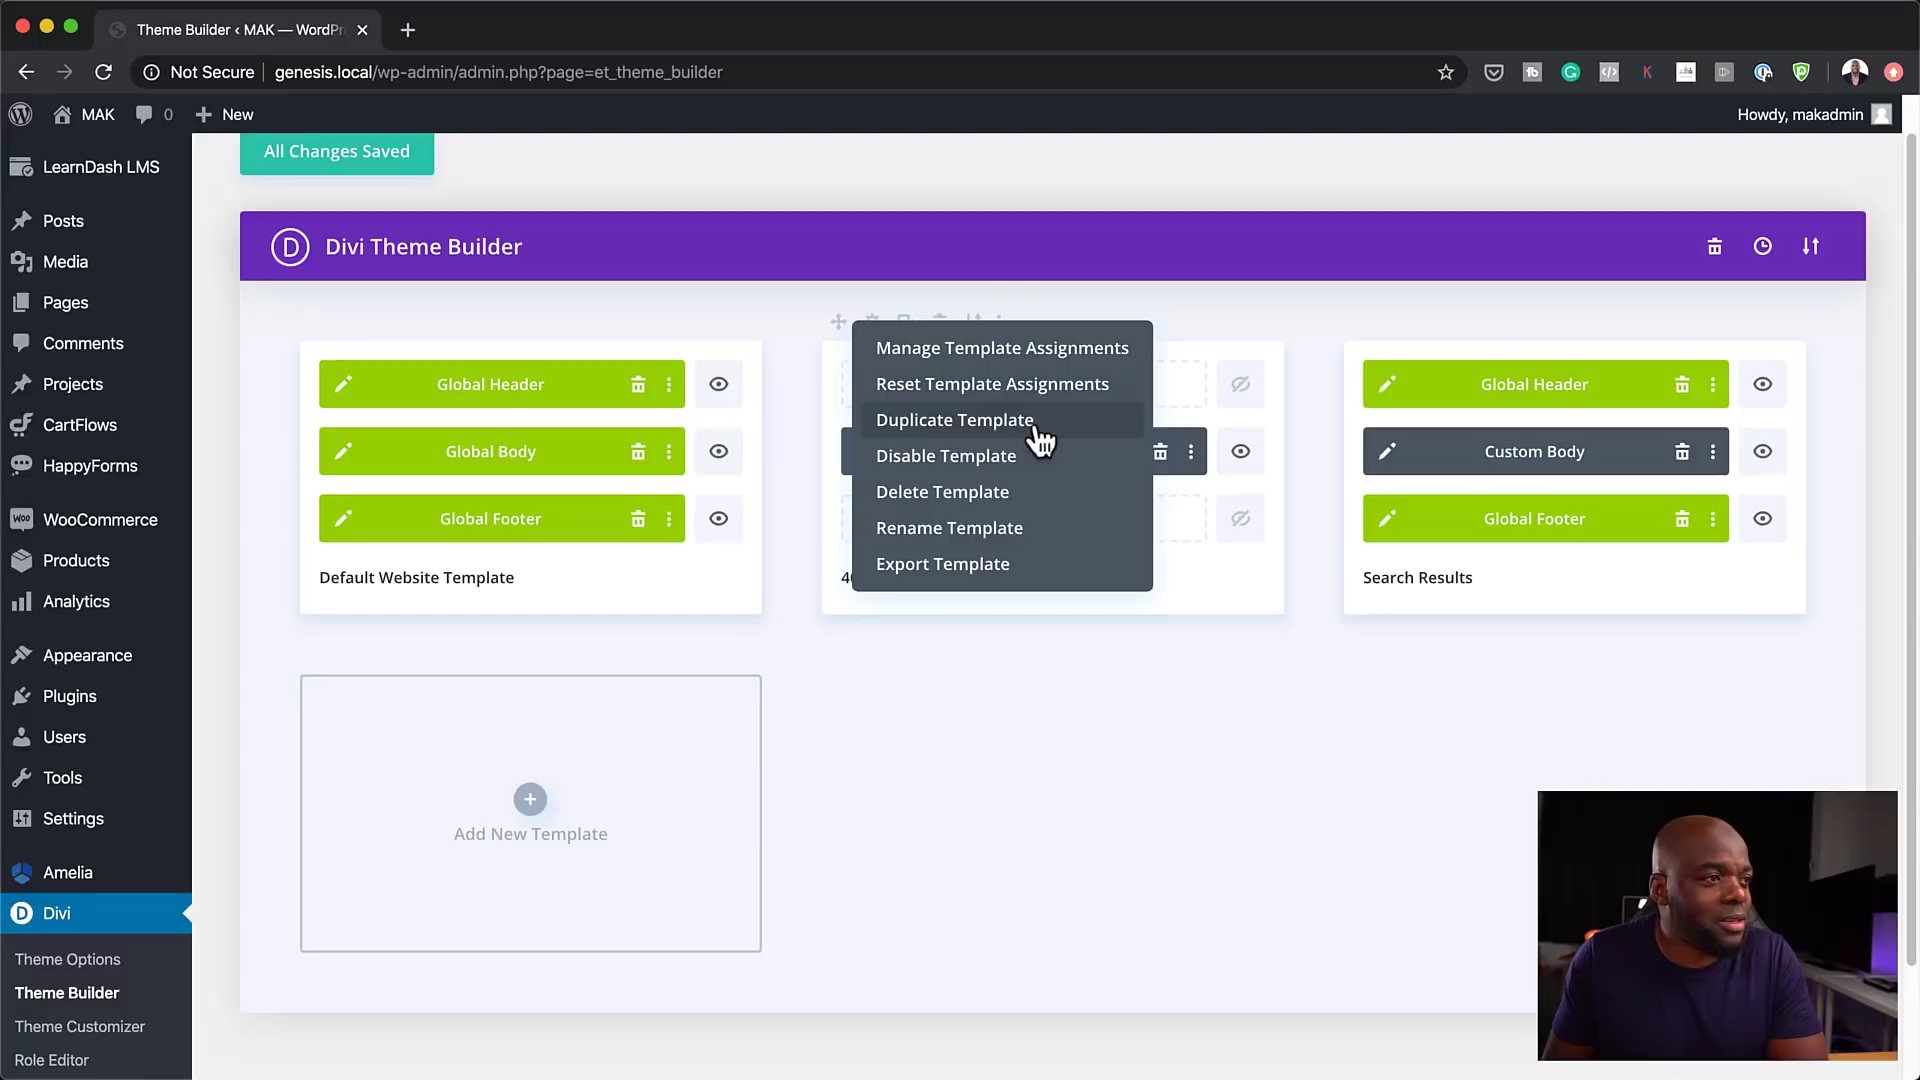 Theme Builder ‹ MAK — WordPr
Not Secure genesis.local/wp-admin/admin.php?page=et_theme_builder
MAK 0 New Howdy, makadmin
LearnDash LMS
Posts
Media
Pages
Comments
Projects
CartFlows
HappyForms
WooCommerce
Products
Analytics
Appearance
Plugins
Users
Tools
Settings
Amelia
Divi
Theme Options
Theme Builder
Theme Customizer
Role Editor
All Changes Saved
Divi Theme Builder
Global Header
Global Body
Global Footer
Default Website Template
Manage Template Assignments
Reset Template Assignments
Duplicate Template
Disable Template
Delete Template
Rename Template
Export Template
Global Header
Custom Body
Global Footer
Search Results
Add New Template